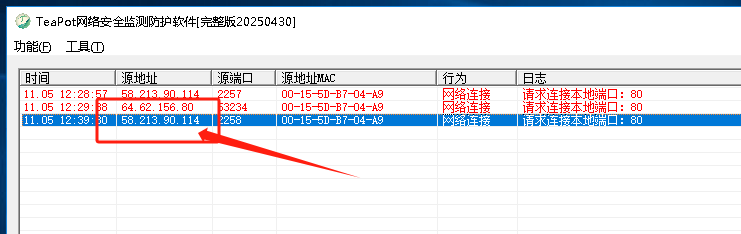 TeaPot网络安全监测防护软件[完整版20250430]
功能(F) 工具(T)
时间 源地址 源端口 源地址MAC 行为 日志
11.05 12:28:57 58.213.90.114 2257 00-15-5D-B7-04-A9 网络连接 请求连接本地端口: 80
11.05 12:29:38 64.62.156.80 53234 00-15-5D-B7-04-A9 网络连接 请求连接本地端口: 80
11.05 12:39:30 58.213.90.114 2258 00-15-5D-B7-04-A9 网络连接 请求连接本地端口: 80